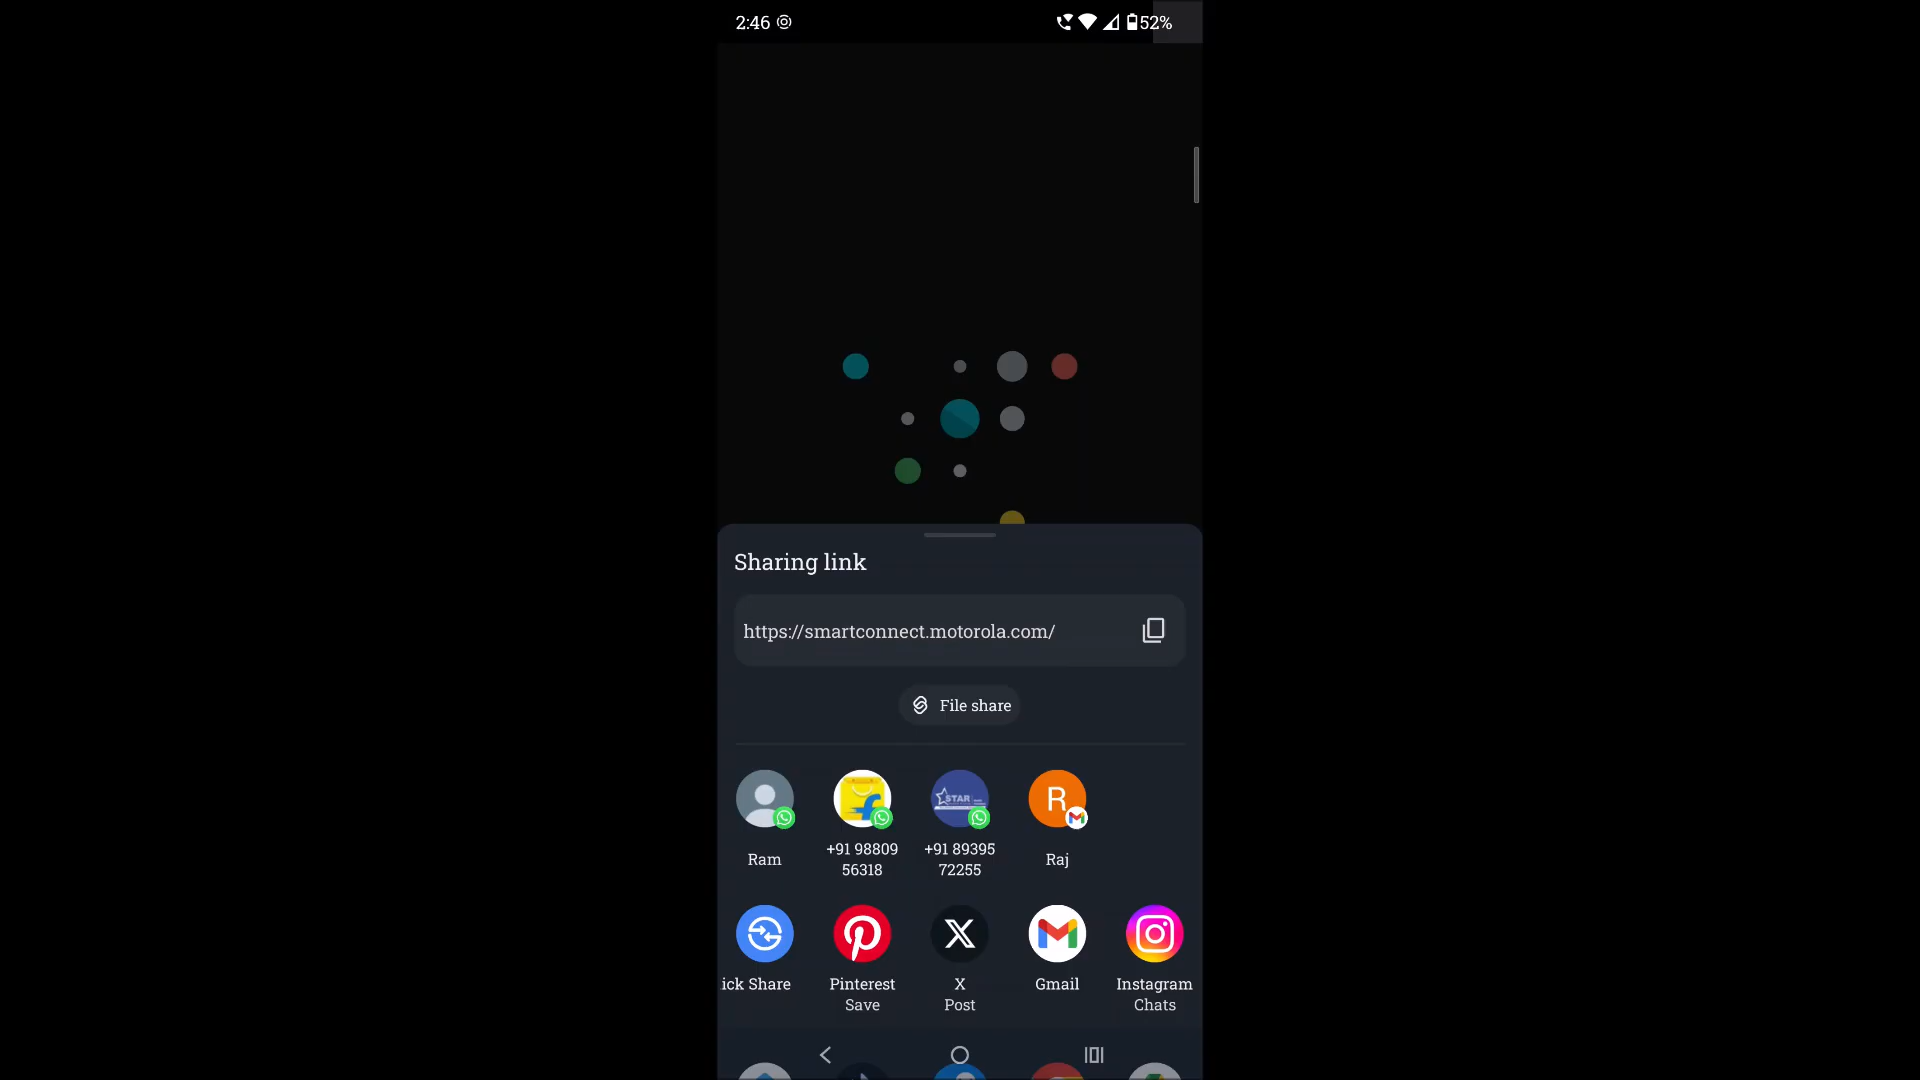 2:46
52%
Sharing link
https://smartconnect.motorola.com/
File share
Ram
+91 98809
56318
STAR
+91 89395
72255
R
Raj
ick Share
Pinterest
Save
X
Post
Gmail
Instagram
Chats